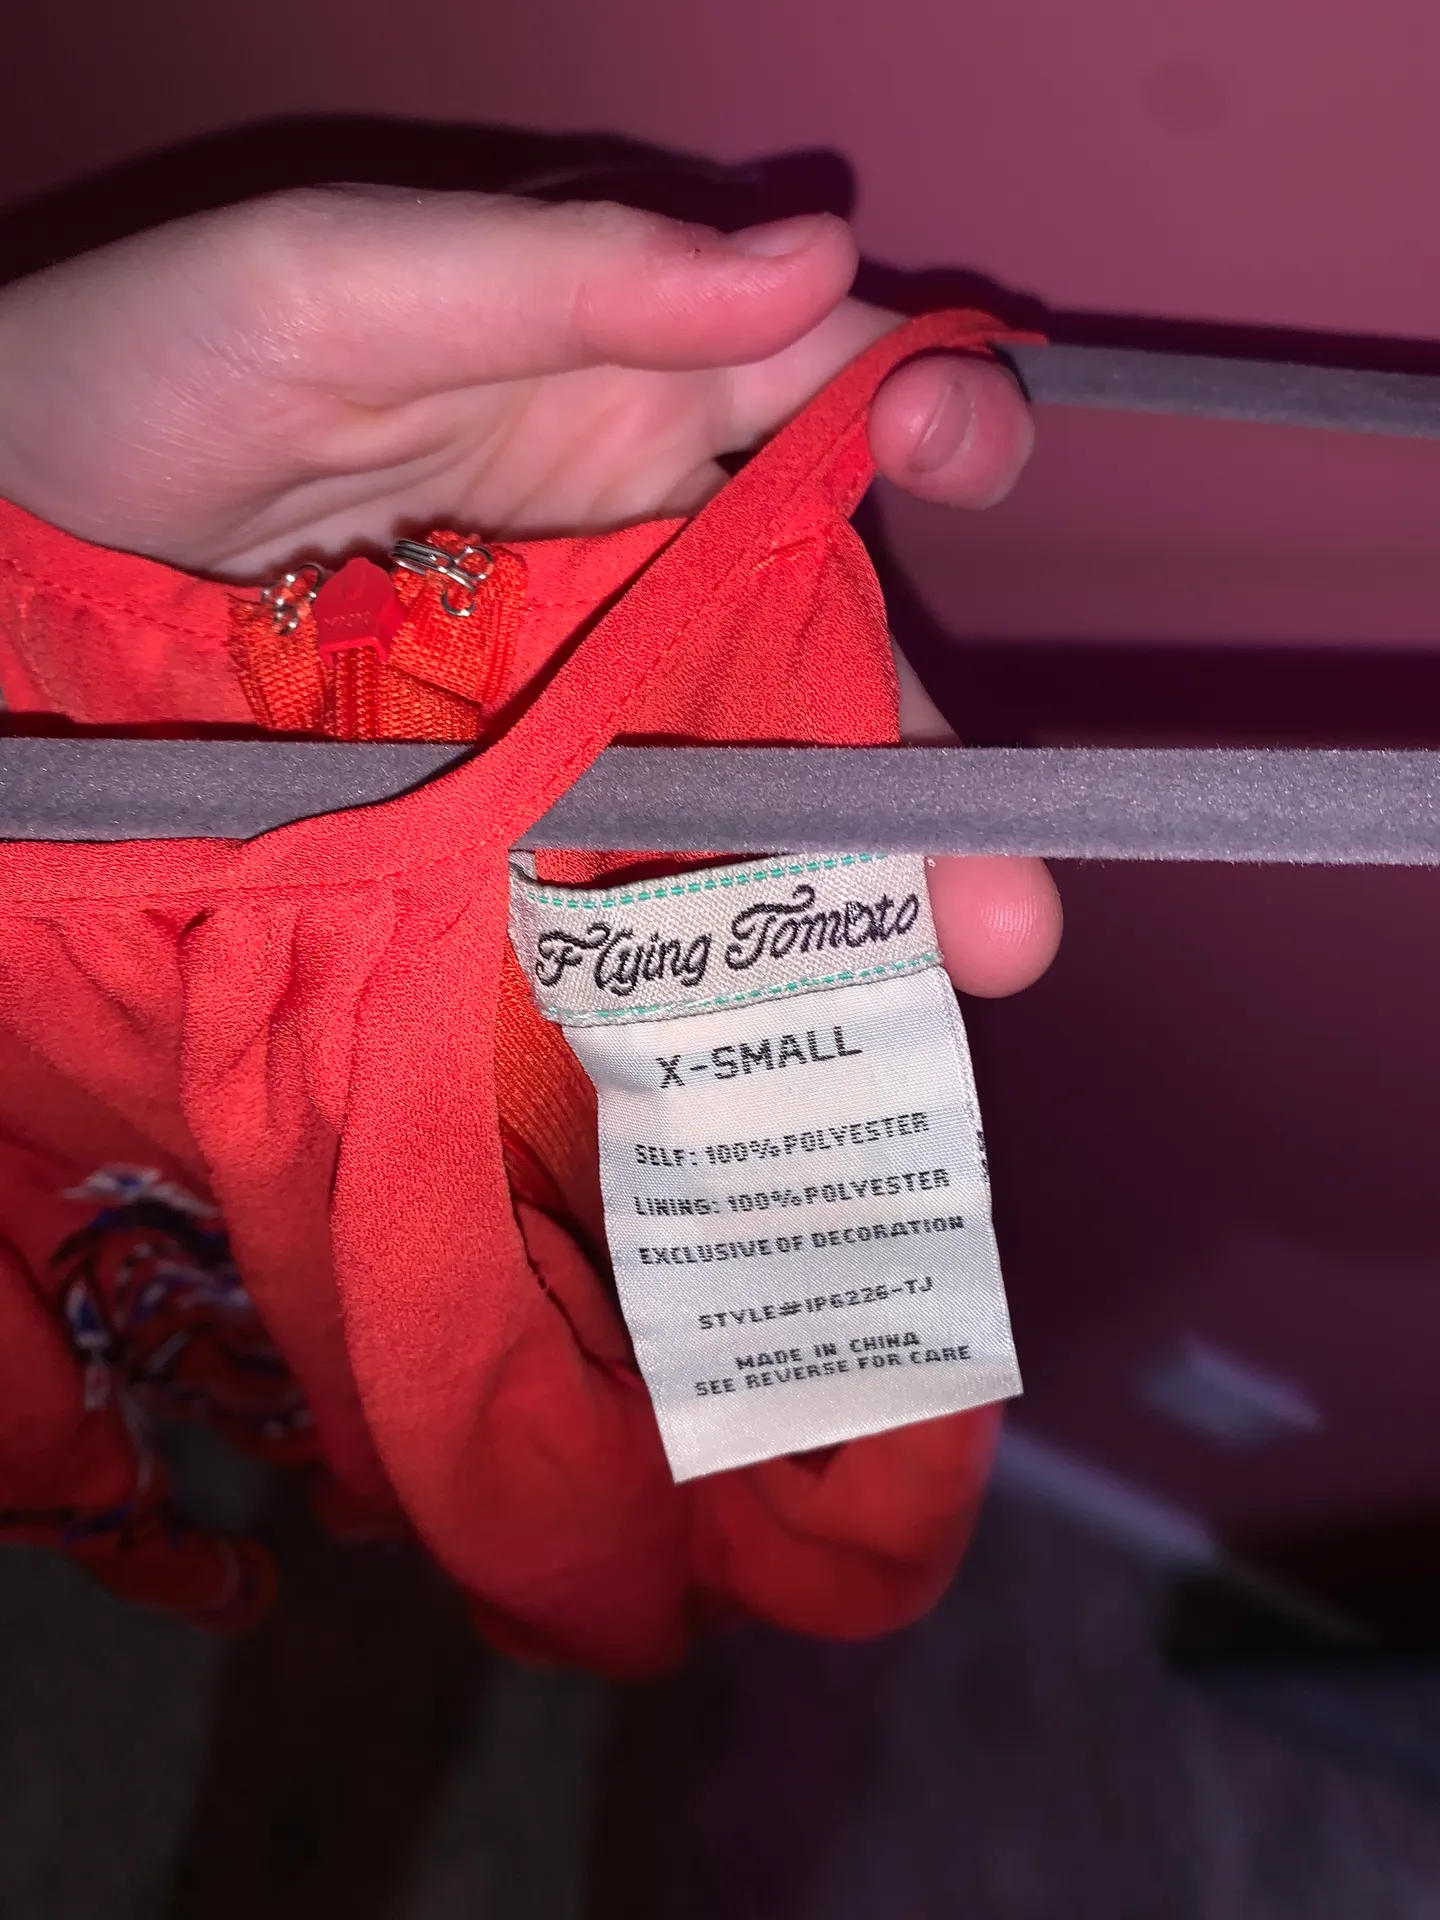 Flying Tomato
X-SMALL
SELF: 100% POLYESTER
LINING: 100% POLYESTER
EXCLUSIVE OF DECORATION
STYLE#IP6226-TJ
MADE IN CHINA
SEE REVERSE FOR CARE